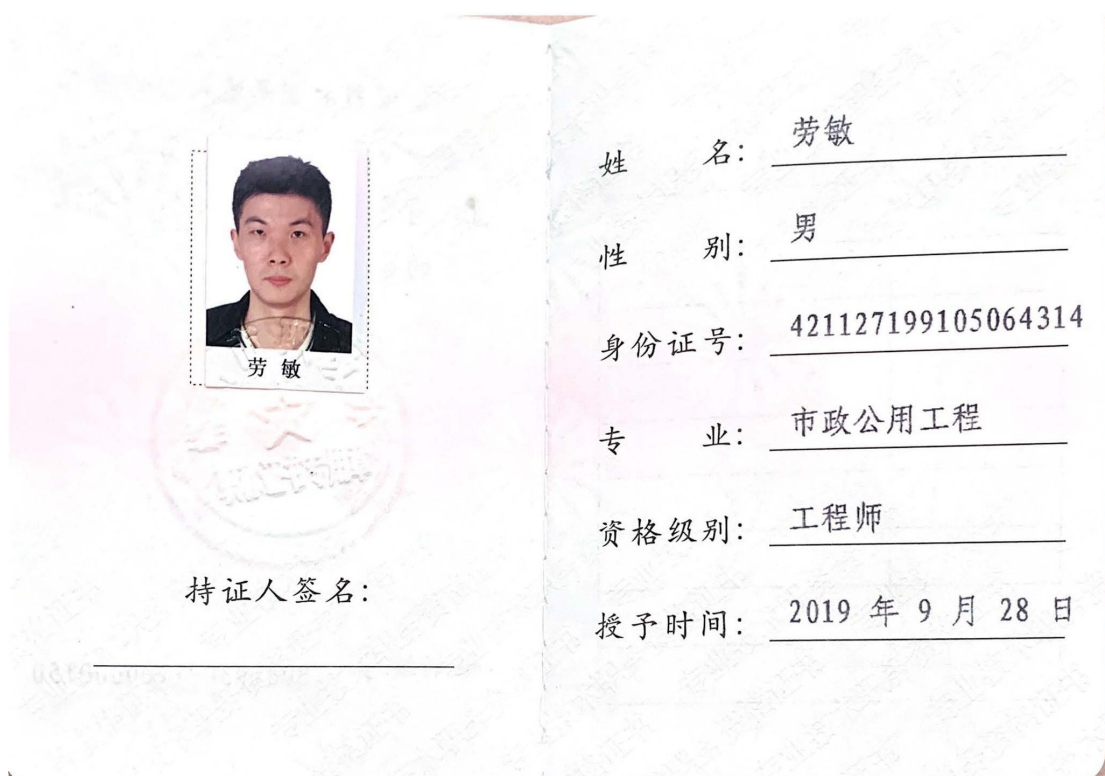 劳 敏
持证人签名：
姓 名： 劳敏
性 别： 男
身份证号： 421127199105064314
专 业： 市政公用工程
资格级别： 工程师
授予时间： 2019 年 9 月 28 日